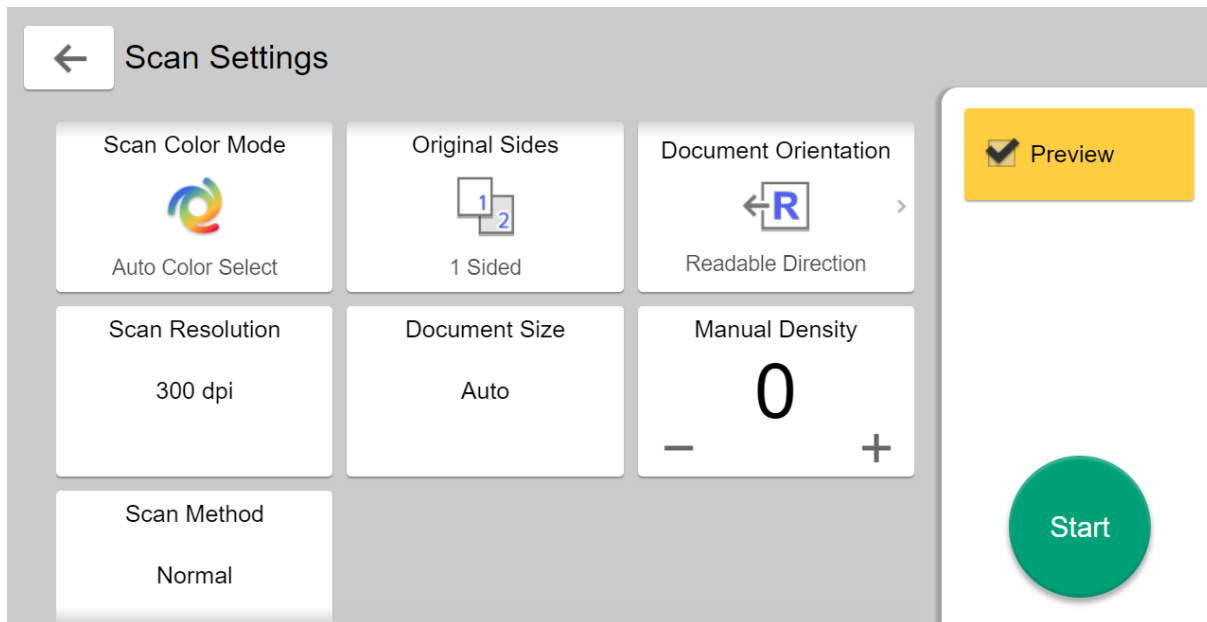 Scan Settings
Scan Color Mode
Auto Color Select
Original Sides
1
2
1 Sided
Document Orientation
R
Readable Direction
Preview
Scan Resolution
300 dpi
Document Size
Auto
Manual Density
0
− +
Scan Method
Normal
Start